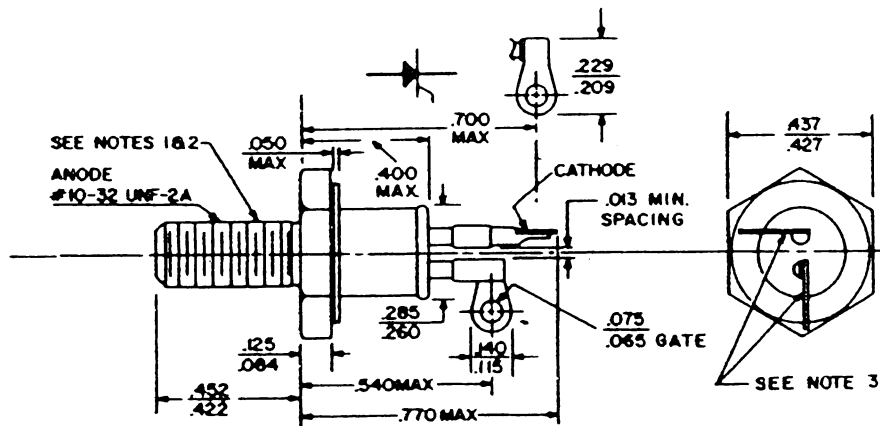 .229
.209
.700
MAX
SEE NOTES 1&2
.050
MAX
.437
.427
ANODE
#10-32 UNF-2A
.400
MAX
CATHODE
.013 MIN.
SPACING
.285
.260
.075
.065 GATE
.125
.084
.140
.115
.452
.422
.540MAX
.770 MAX
SEE NOTE 3